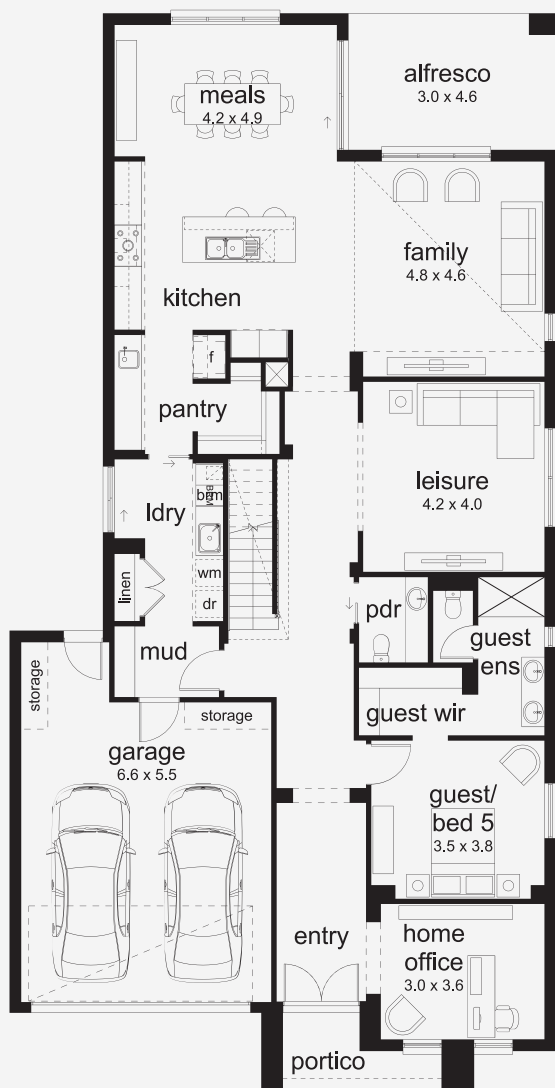 alfresco
3.0 x 4.6
meals
4.2 x 4.9
family
4.8 x 4.6
kitchen
f
pantry
leisure
4.2 x 4.0
brm
ldry
wm
dr
linen
pdr
guest
ens
mud
storage
storage
guest wir
garage
6.6 x 5.5
guest/
bed 5
3.5 x 3.8
entry
home
office
3.0 x 3.6
portico